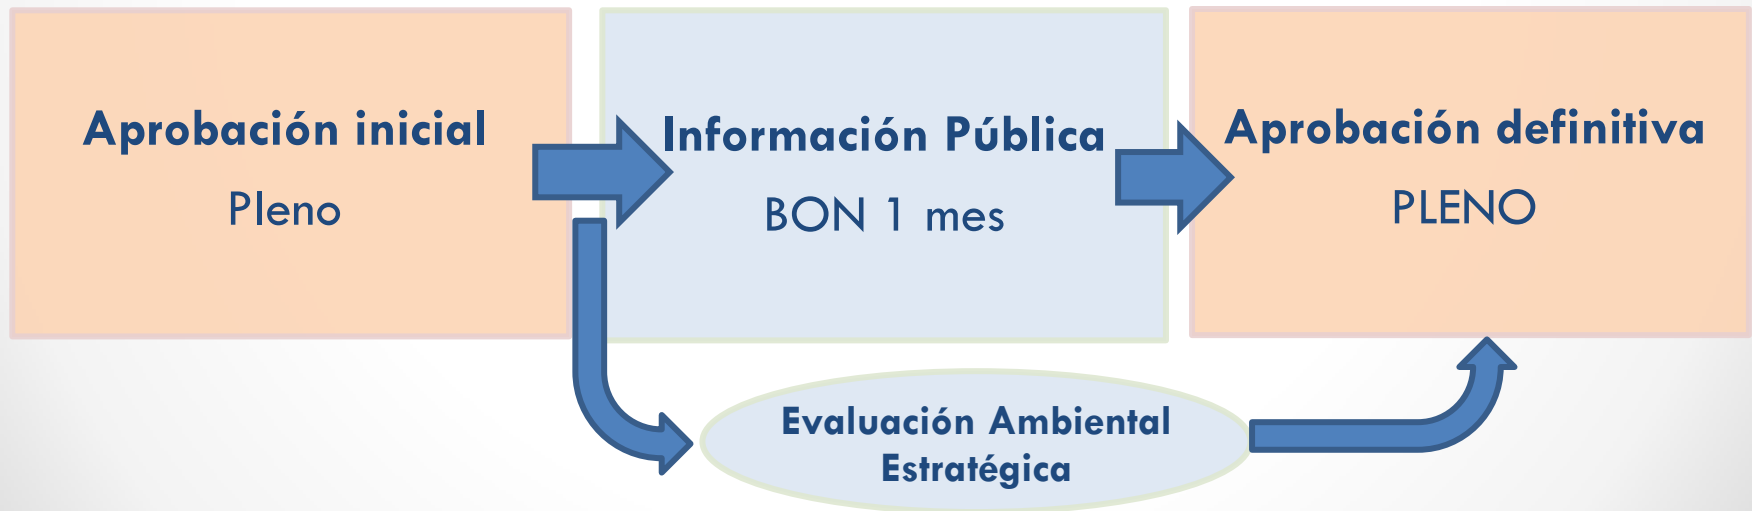 Aprobación inicial
Pleno
Información Pública
BON 1 mes
Aprobación definitiva
PLENO
Evaluación Ambiental
Estratégica